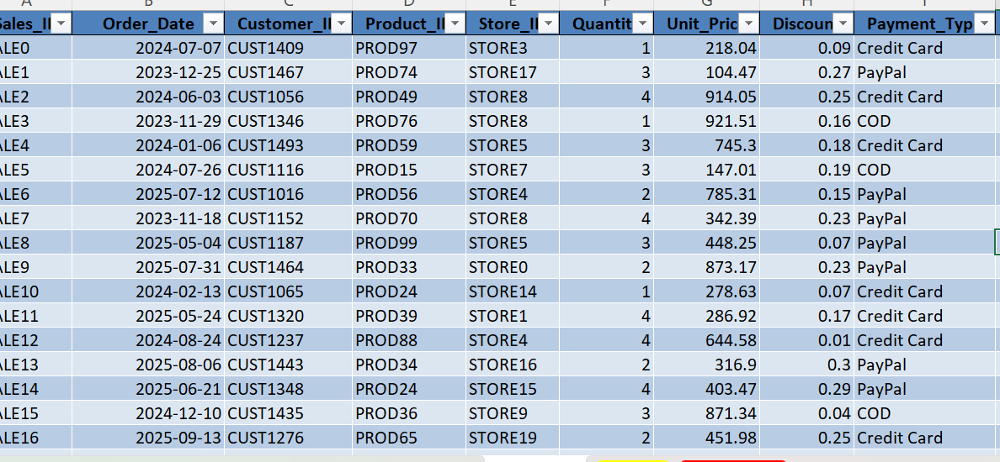 A B C D E F G H I
Sales_II Order_Date Customer_II Product_II Store_II Quantit Unit_Pric Discoun Payment_Typ
ALE0 2024-07-07 CUST1409 PROD97 STORE3 1 218.04 0.09 Credit Card
ALE1 2023-12-25 CUST1467 PROD74 STORE17 3 104.47 0.27 PayPal
ALE2 2024-06-03 CUST1056 PROD49 STORE8 4 914.05 0.25 Credit Card
ALE3 2023-11-29 CUST1346 PROD76 STORE8 1 921.51 0.16 COD
ALE4 2024-01-06 CUST1493 PROD59 STORE5 3 745.3 0.18 Credit Card
ALE5 2024-07-26 CUST1116 PROD15 STORE7 3 147.01 0.19 COD
ALE6 2025-07-12 CUST1016 PROD56 STORE4 2 785.31 0.15 PayPal
ALE7 2023-11-18 CUST1152 PROD70 STORE8 4 342.39 0.23 PayPal
ALE8 2025-05-04 CUST1187 PROD99 STORE5 3 448.25 0.07 PayPal
ALE9 2025-07-31 CUST1464 PROD33 STORE0 2 873.17 0.23 PayPal
ALE10 2024-02-13 CUST1065 PROD24 STORE14 1 278.63 0.07 Credit Card
ALE11 2025-05-24 CUST1320 PROD39 STORE1 4 286.92 0.17 Credit Card
ALE12 2024-08-24 CUST1237 PROD88 STORE4 4 644.58 0.01 Credit Card
ALE13 2025-08-06 CUST1443 PROD34 STORE16 2 316.9 0.3 PayPal
ALE14 2025-06-21 CUST1348 PROD24 STORE15 4 403.47 0.29 PayPal
ALE15 2024-12-10 CUST1435 PROD36 STORE9 3 871.34 0.04 COD
ALE16 2025-09-13 CUST1276 PROD65 STORE19 2 451.98 0.25 Credit Card